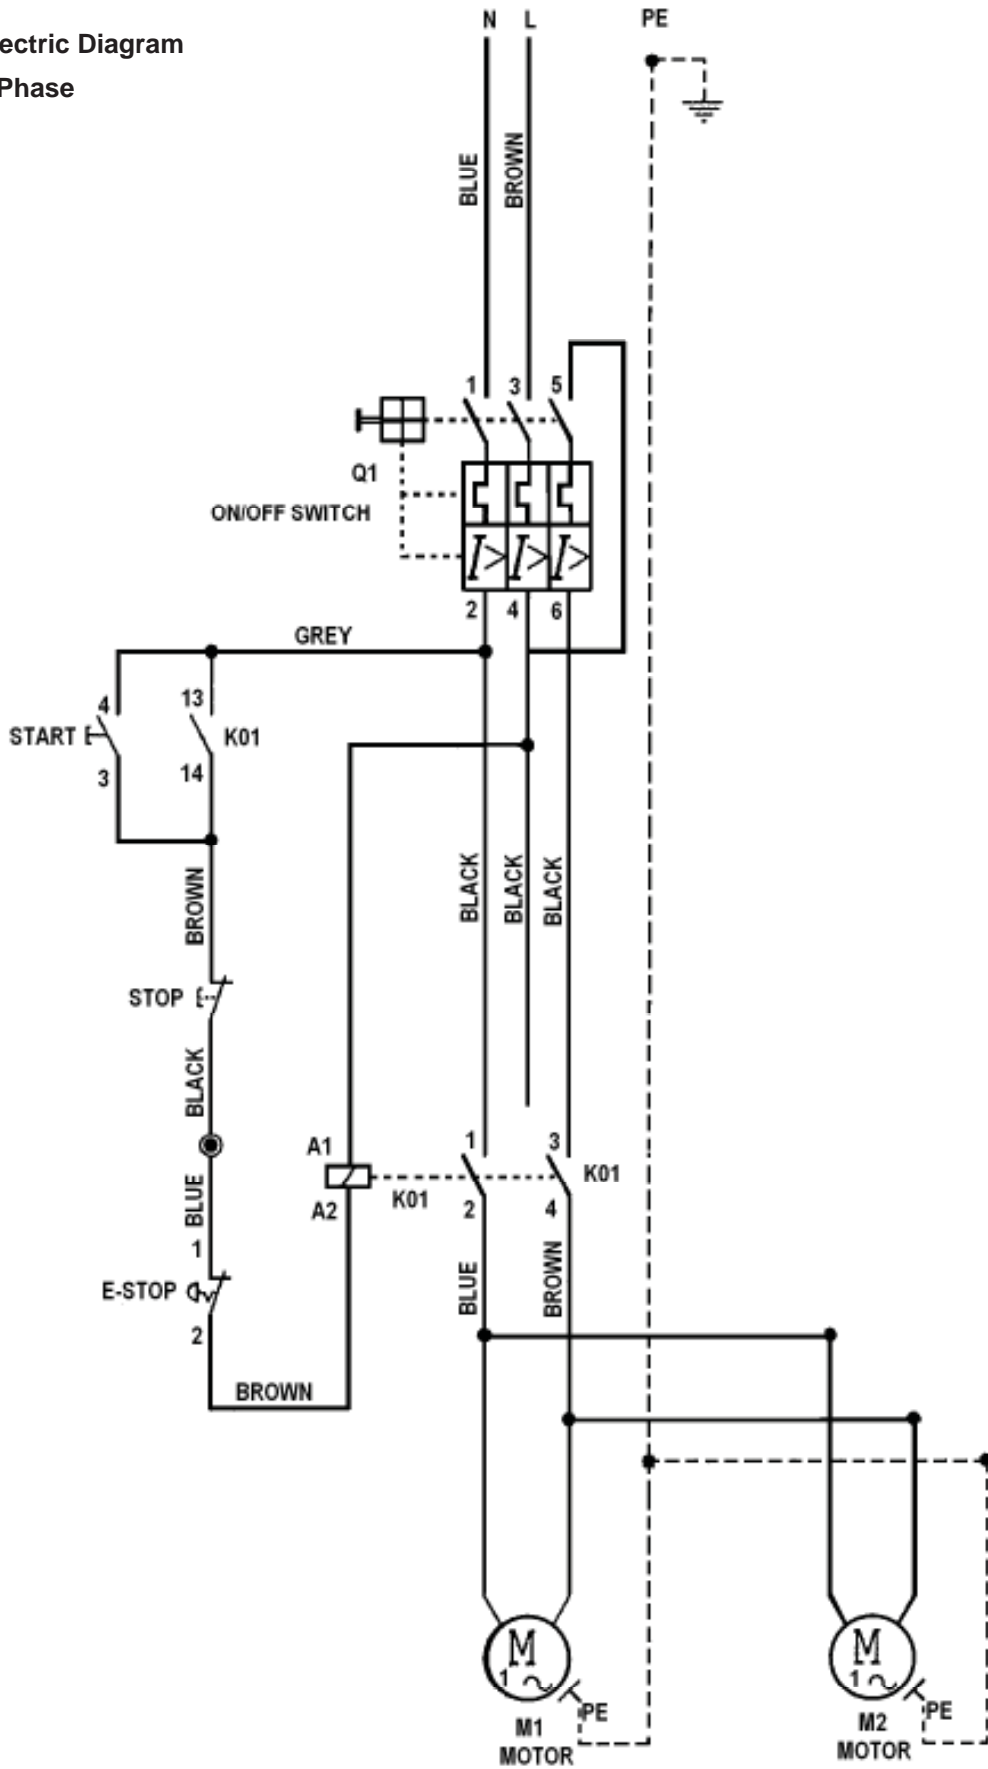 ectric Diagram
Phase
N L PE
BLUE
BROWN
1 3 5
Q1
ON/OFF SWITCH
I> I> I>
2 4 6
GREY
4 13
START K01
3 14
BROWN
BLACK
BLACK
BLACK
STOP
BLACK
A1 1 3
K01 K01
A2 2 4
BLUE
1
E-STOP
2
BLUE
BROWN
BROWN
M M
1 1
PE PE
M1 M2
MOTOR MOTOR